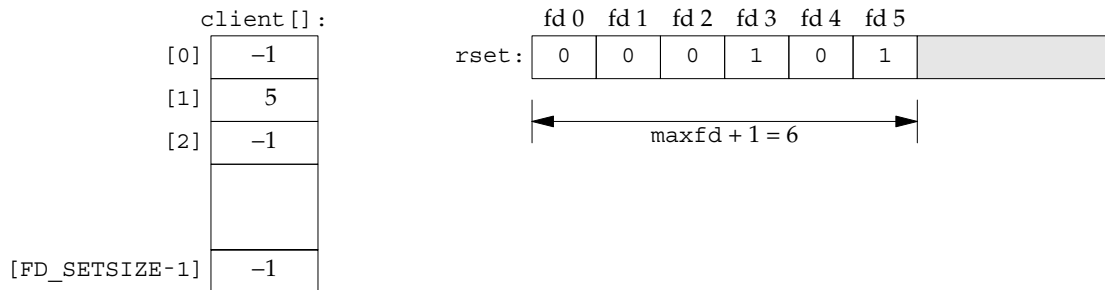 client[]:
[0] –1
[1] 5
[2] –1
[FD_SETSIZE-1] –1
fd 0 fd 1 fd 2 fd 3 fd 4 fd 5
rset: 0 0 0 1 0 1
maxfd + 1 = 6